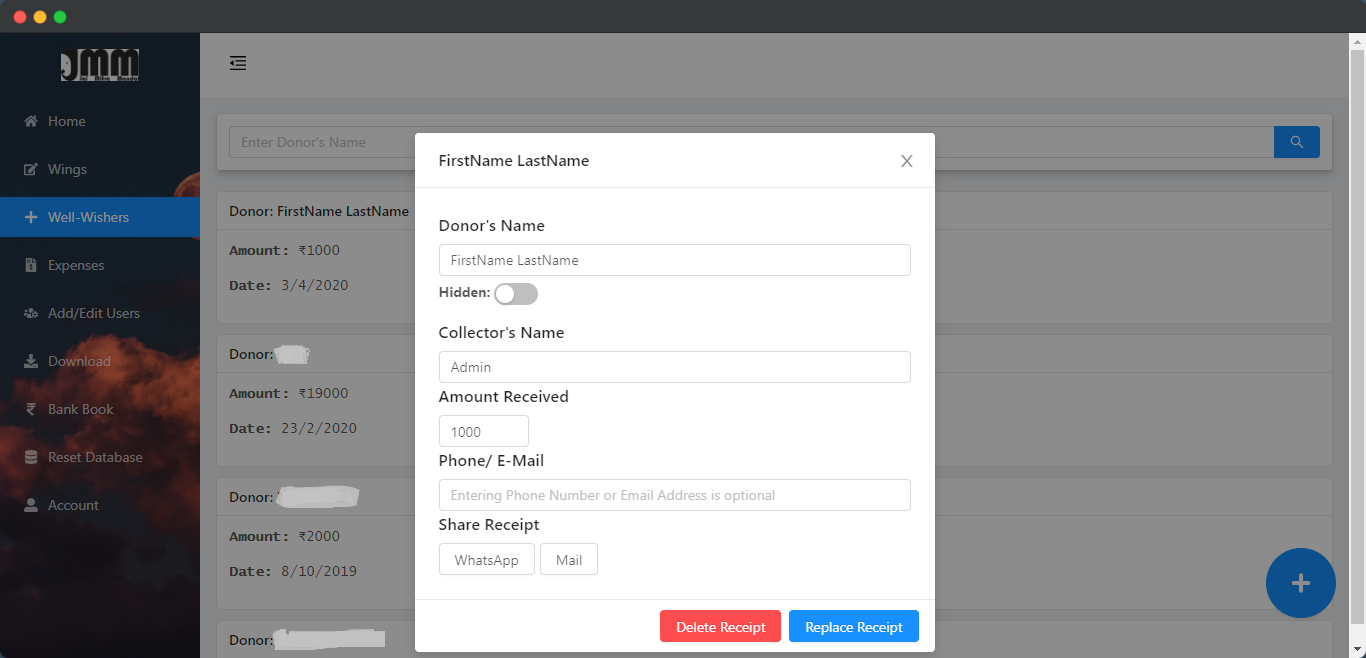 JMM
Home
Wings
Well-Wishers
Expenses
Add/Edit Users
Download
Bank Book
Reset Database
Account
Enter Donor's Name
Donor: FirstName LastName
Amount: ₹1000
Date: 3/4/2020
Donor:
Amount: ₹19000
Date: 23/2/2020
Donor:
Amount: ₹2000
Date: 8/10/2019
Donor:
FirstName LastName
Donor's Name
FirstName LastName
Hidden:
Collector's Name
Admin
Amount Received
1000
Phone/ E-Mail
Entering Phone Number or Email Address is optional
Share Receipt
WhatsApp Mail
Delete Receipt Replace Receipt